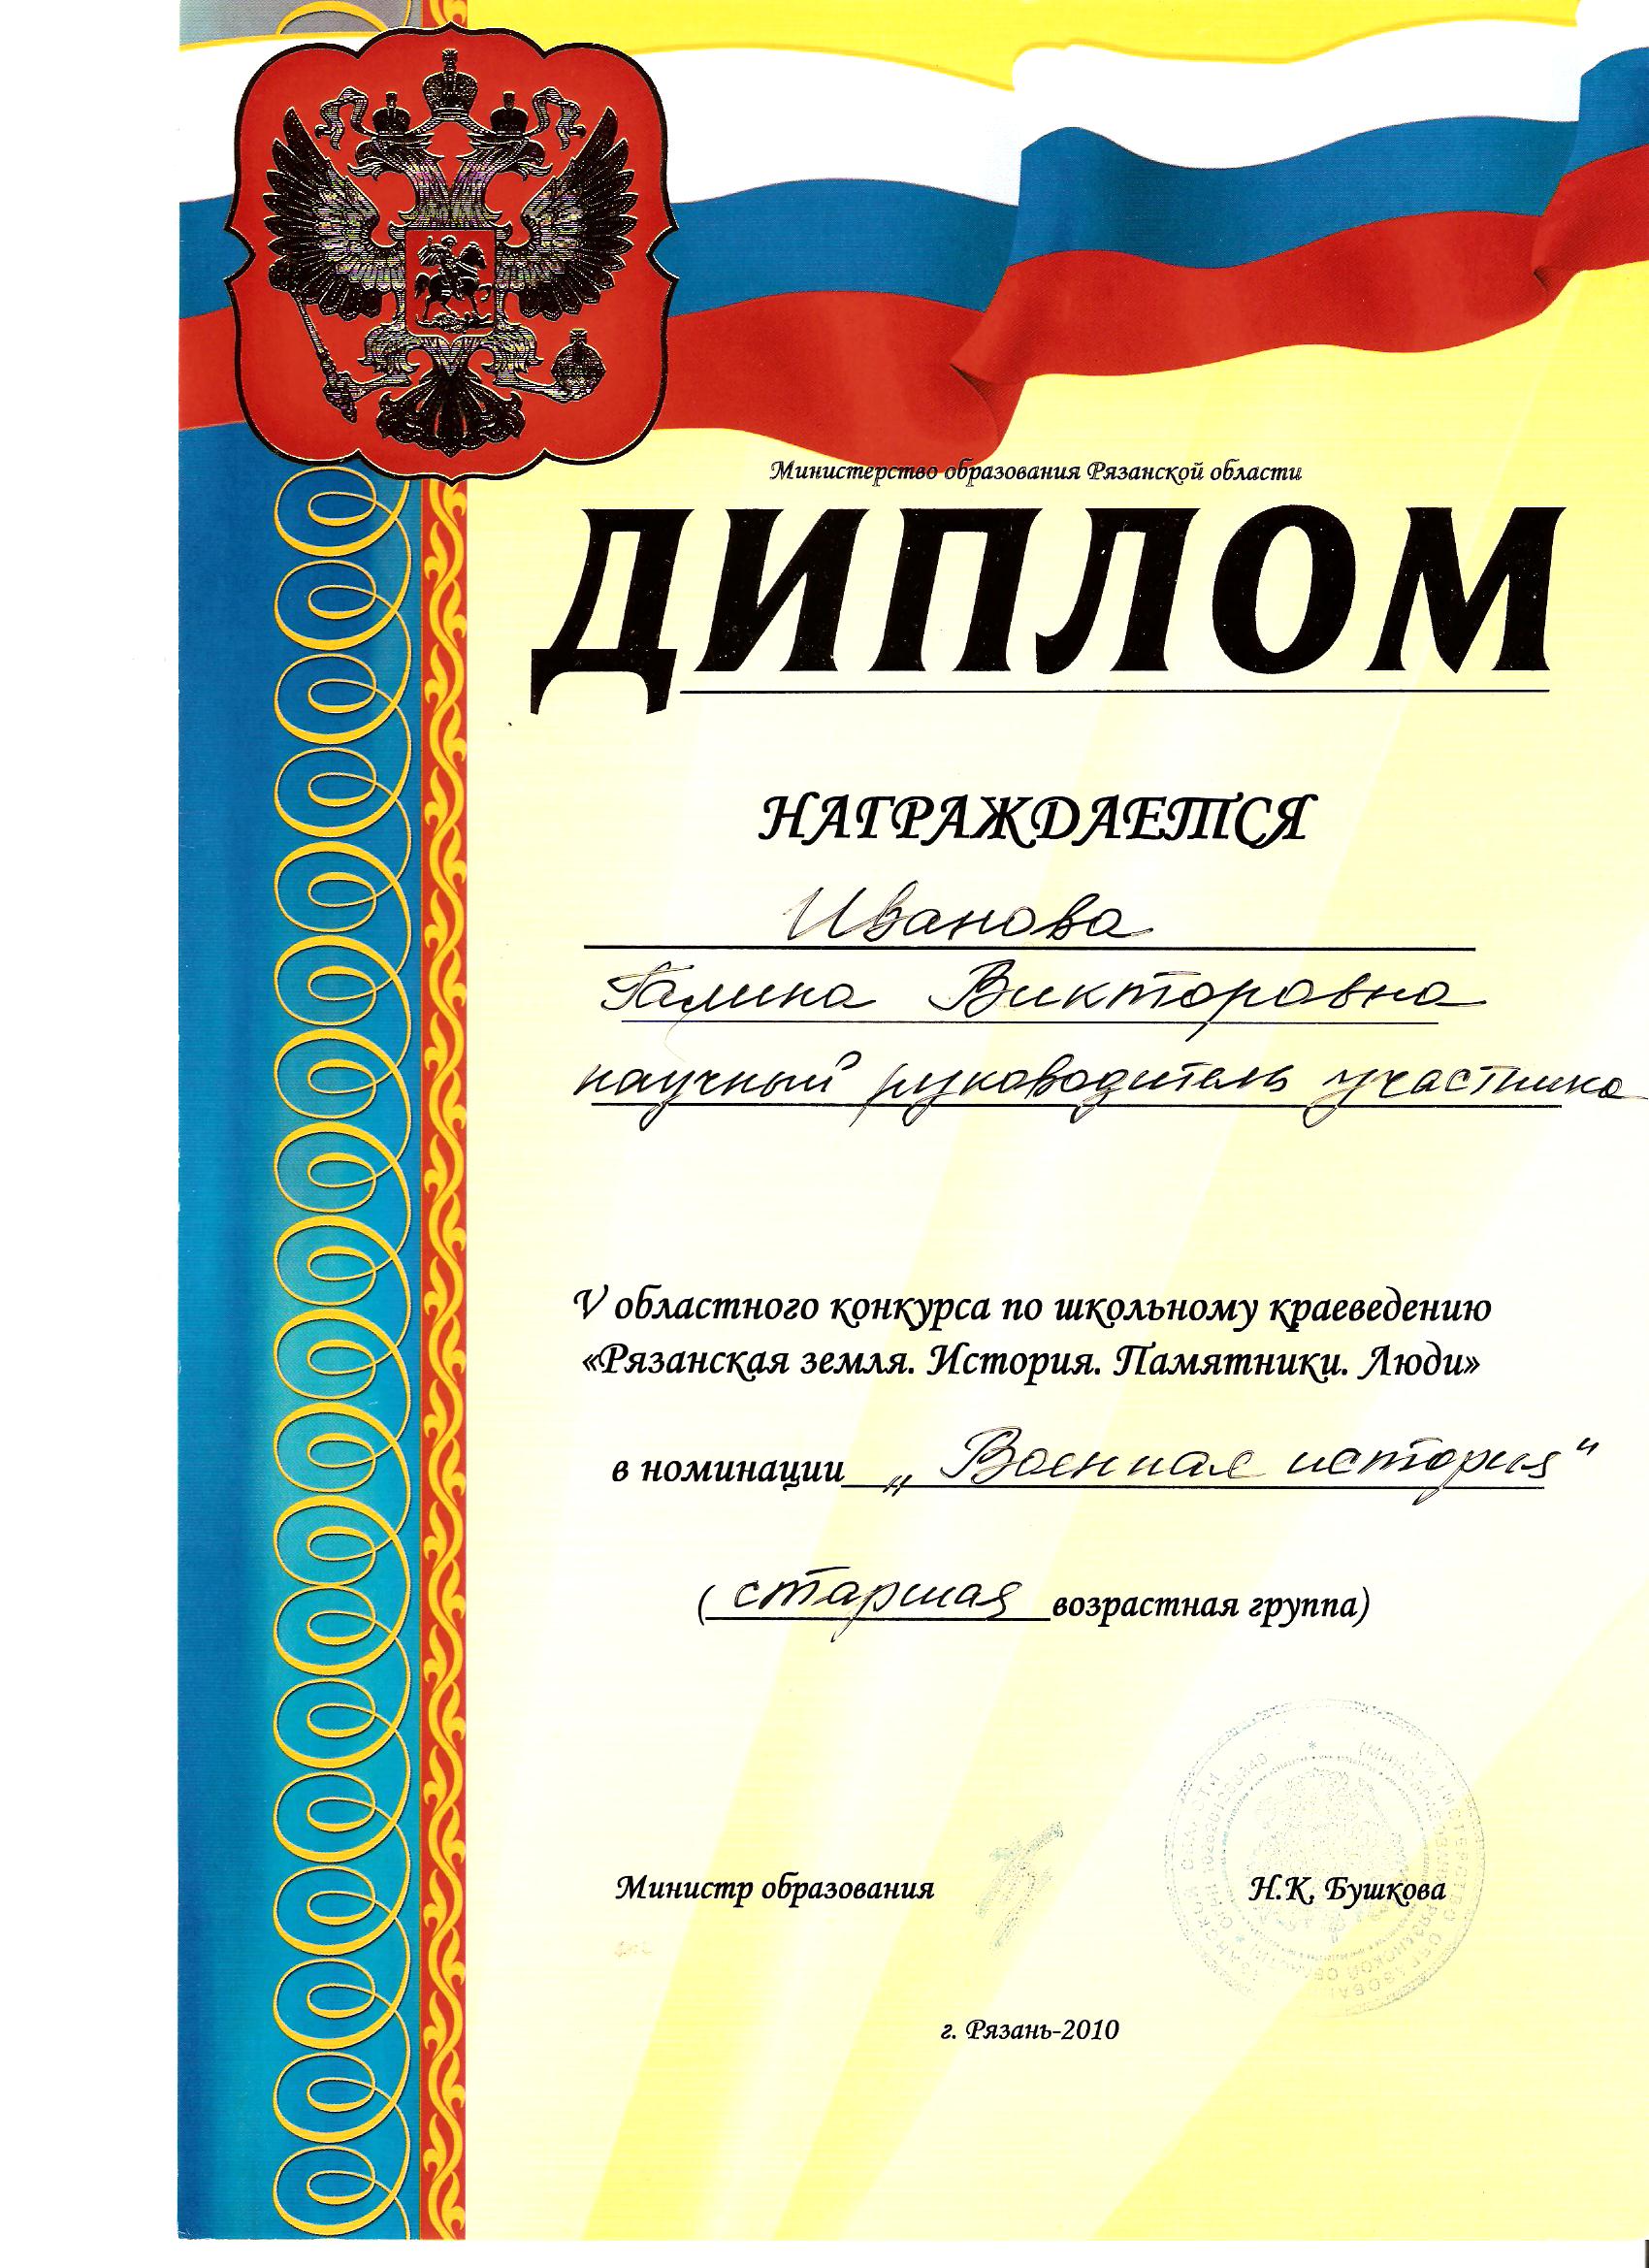 Министерство образования Рязанской области
ДИПЛОМ
НАГРАЖДАЕТСЯ
Иванова
Галина Викторовна
научный руководитель участника
V областного конкурса по школьному краеведению
«Рязанская земля. История. Памятники. Люди»
в номинации „Военная история“
(старшая возрастная группа)
Министр образования Н.К. Бушкова
г. Рязань-2010